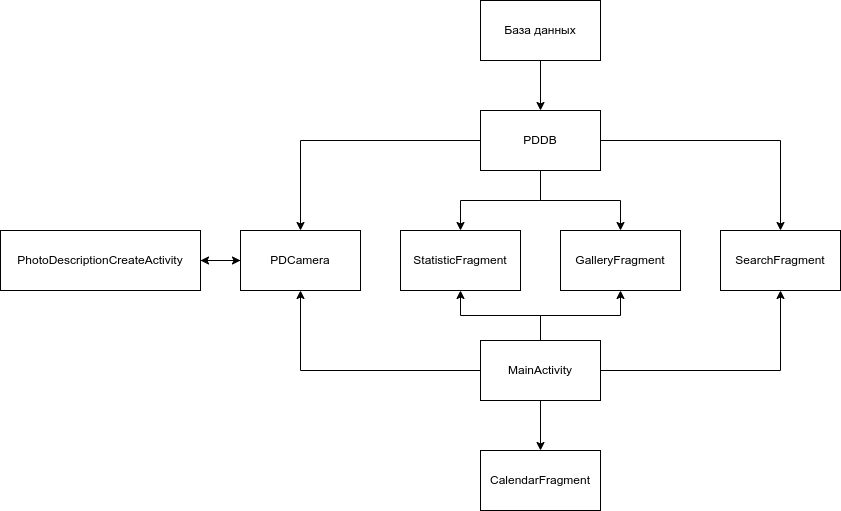 База данных
PDDB
PhotoDescriptionCreateActivity
PDCamera
StatisticFragment
GalleryFragment
SearchFragment
MainActivity
CalendarFragment